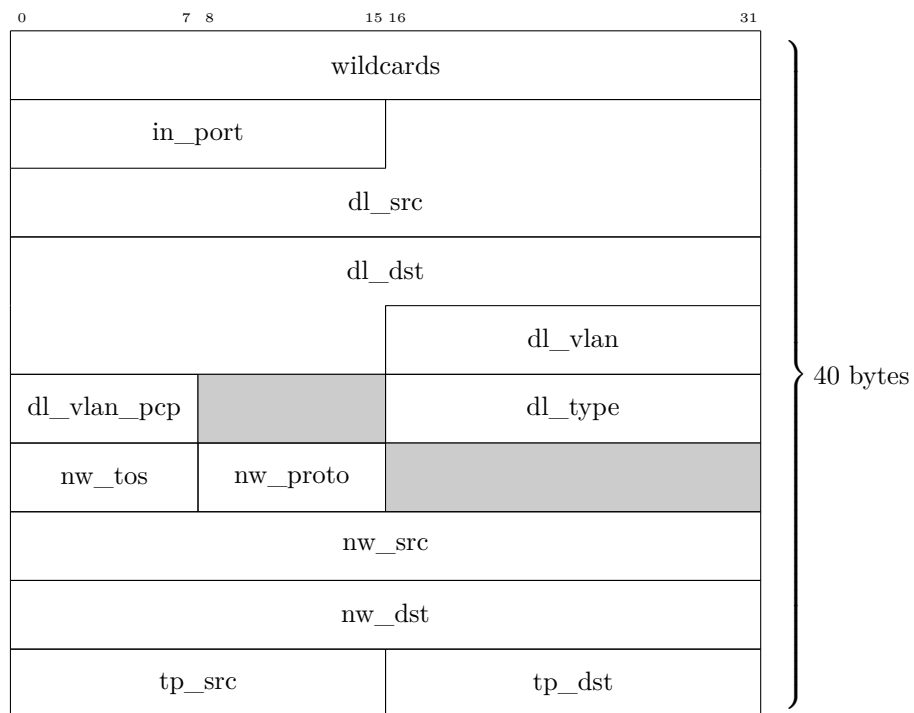 0 7 8 15 16 31
wildcards
in_port
dl_src
dl_dst
dl_vlan
40 bytes
dl_vlan_pcp dl_type
nw_tos nw_proto
nw_src
nw_dst
tp_src tp_dst